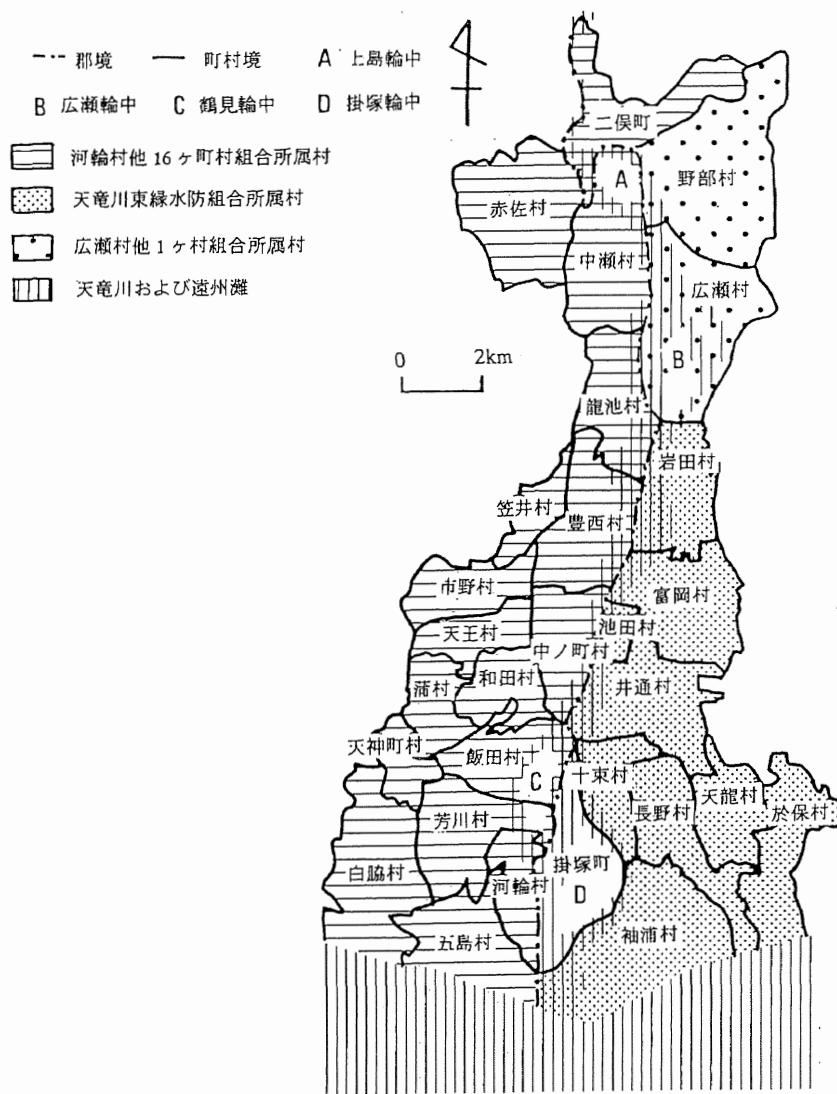 郡境 町村境 A 上島輪中
B 広瀬輪中 C 鶴見輪中 D 掛塚輪中
河輪村他16ヶ町村組合所属村
天竜川東縁水防組合所属村
広瀬村他1ヶ村組合所属村
天竜川および遠州灘
0 2km
二俣町
A
野部村
赤佐村
中瀬村
広瀬村
B
龍池村
岩田村
笠井村
豊西村
市野村
富岡村
天王村
池田村
中ノ町村
和田村
蒲村
井通村
天神町村
飯田村
C
十束村
天龍村
長野村
於保村
芳川村
掛塚町
白脇村
河輪村
D
五島村
袖浦村